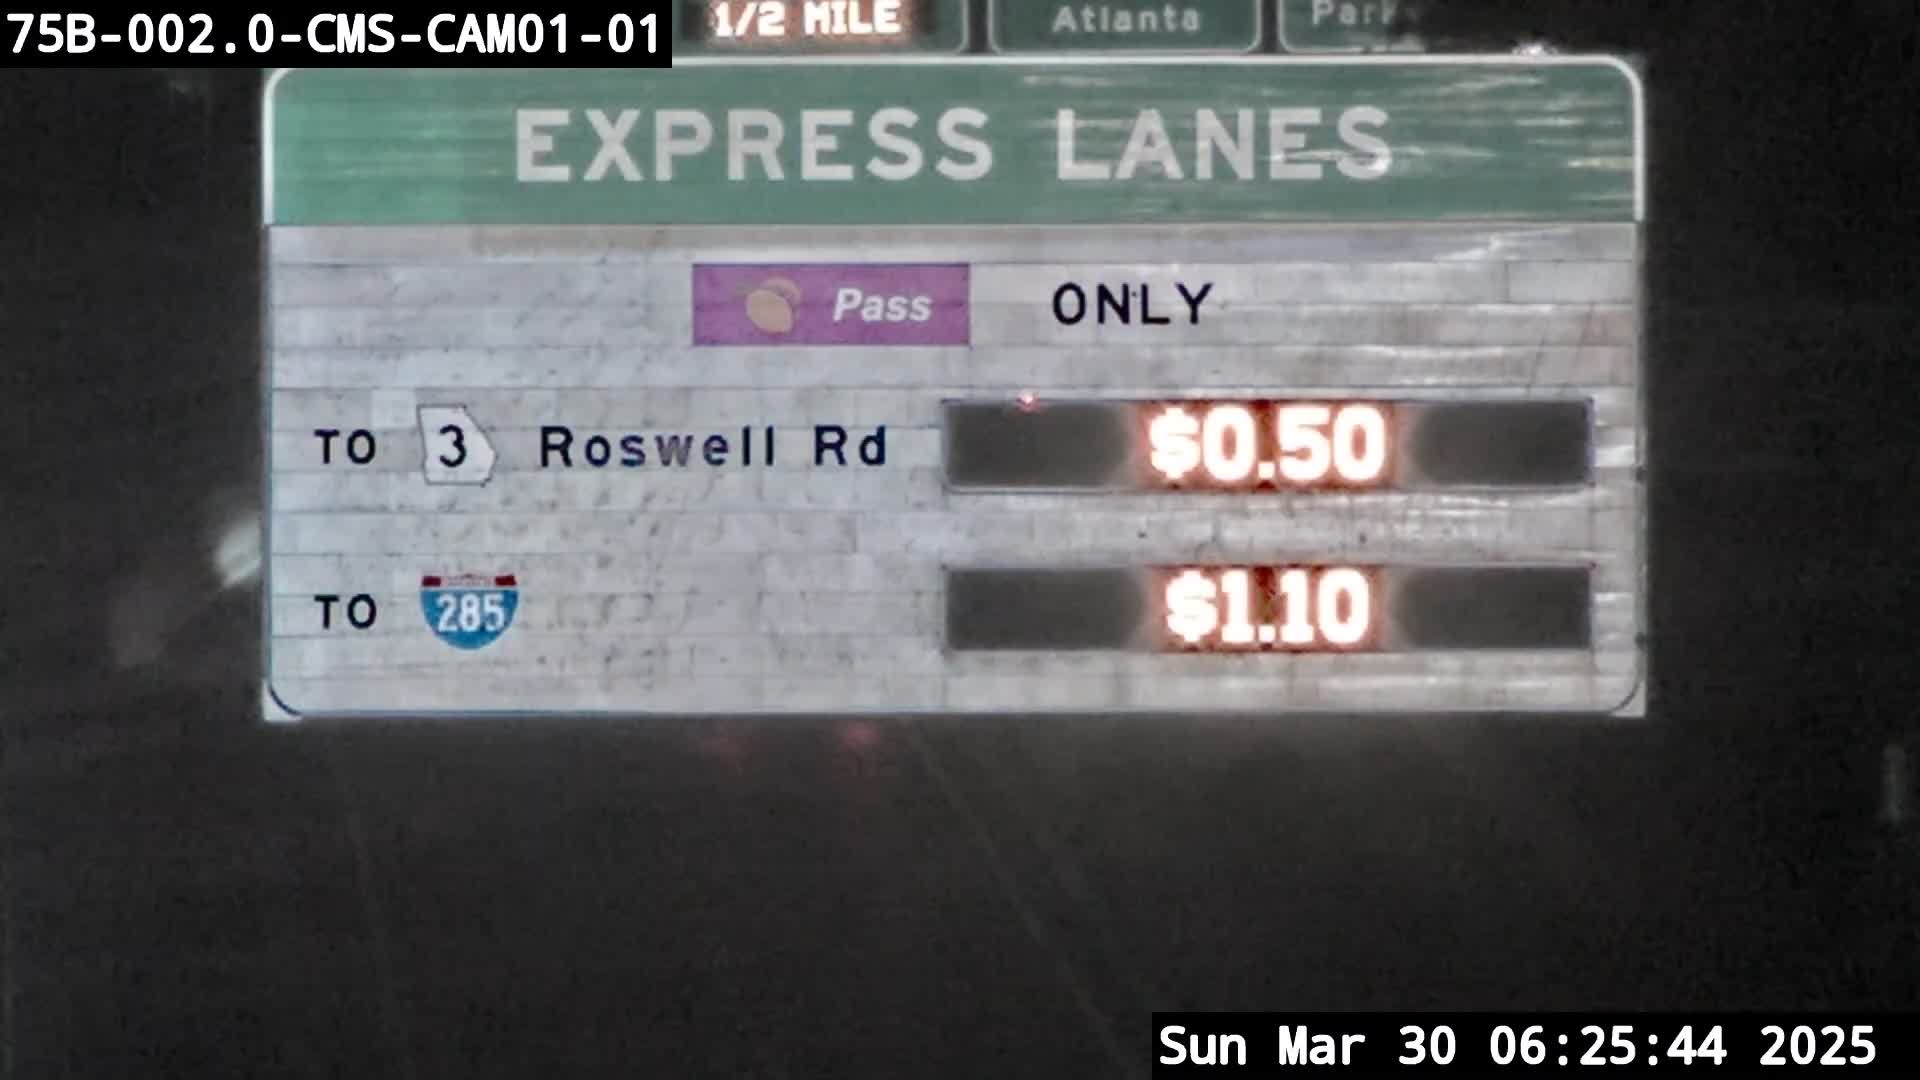 75B-002.0-CMS-CAM01-01
1/2 MILE
Atlanta
EXPRESS LANES
Pass ONLY
TO 3 Roswell Rd $0.50
TO 285 $1.10
Sun Mar 30 06:25:44 2025